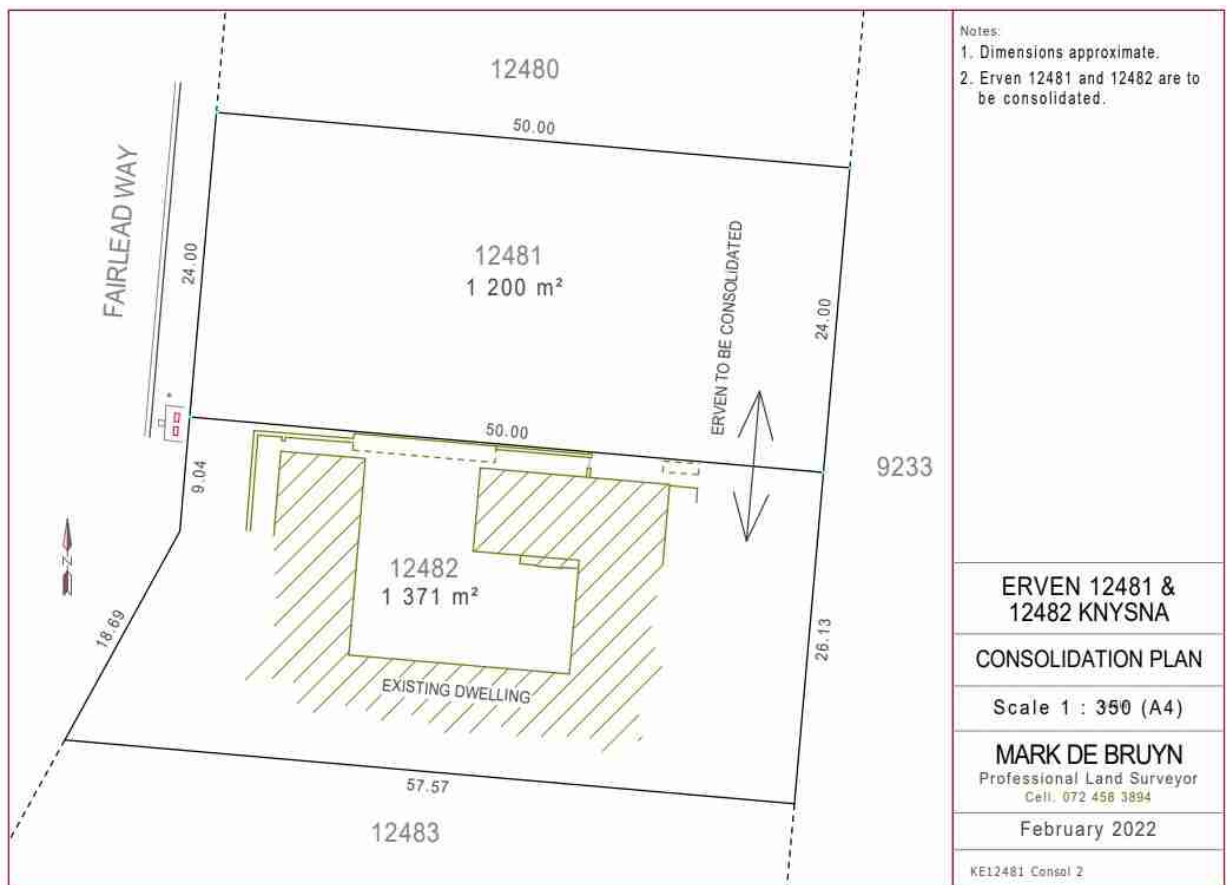 12480
50.00
FAIRLEAD WAY
24.00
12481
1 200 m²
ERVEN TO BE CONSOLIDATED
24.00
50.00
9.04
9233
N
12482
1 371 m²
18.69
26.13
EXISTING DWELLING
57.57
12483
Notes:
1. Dimensions approximate.
2. Erven 12481 and 12482 are to
be consolidated.
ERVEN 12481 &
12482 KNYSNA
CONSOLIDATION PLAN
Scale 1 : 350 (A4)
MARK DE BRUYN
Professional Land Surveyor
Cell. 072 458 3894
February 2022
KE12481 Consol 2